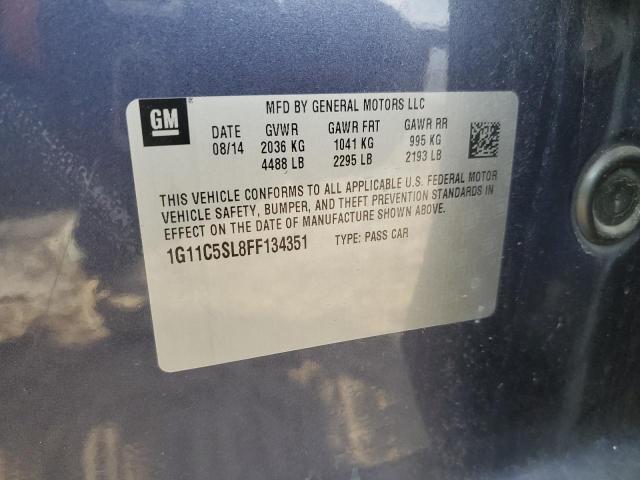 GM
MFD BY GENERAL MOTORS LLC
DATE GVWR GAWR FRT GAWR RR
08/14 2036 KG 1041 KG 995 KG
4488 LB 2295 LB 2193 LB
THIS VEHICLE CONFORMS TO ALL APPLICABLE U.S. FEDERAL MOTOR
VEHICLE SAFETY, BUMPER, AND THEFT PREVENTION STANDARDS IN
EFFECT ON THE DATE OF MANUFACTURE SHOWN ABOVE.
1G11C5SL8FF134351 TYPE: PASS CAR